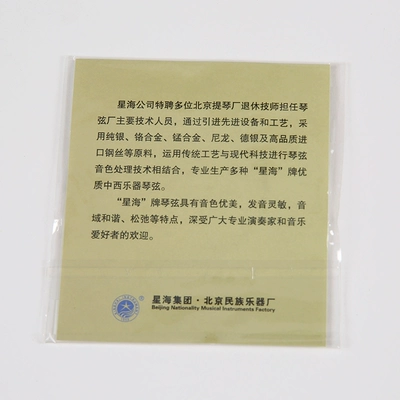 星海公司特聘多位北京提琴厂退休技师担任琴
弦厂主要技术人员，通过引进先进设备和工艺，采
用纯银、铬合金、锰合金、尼龙、德银及高品质进
口钢丝等原料，运用传统工艺与现代科技进行琴弦
音色处理技术相结合，专业生产多种“星海”牌优
质中西乐器琴弦。
“星海”牌琴弦具有音色优美，发音灵敏，音
域和谐、松弛等特点，深受广大专业演奏家和音乐
爱好者的欢迎。
星海集团·北京民族乐器厂
Beijing Nationality Musical Instruments Factory